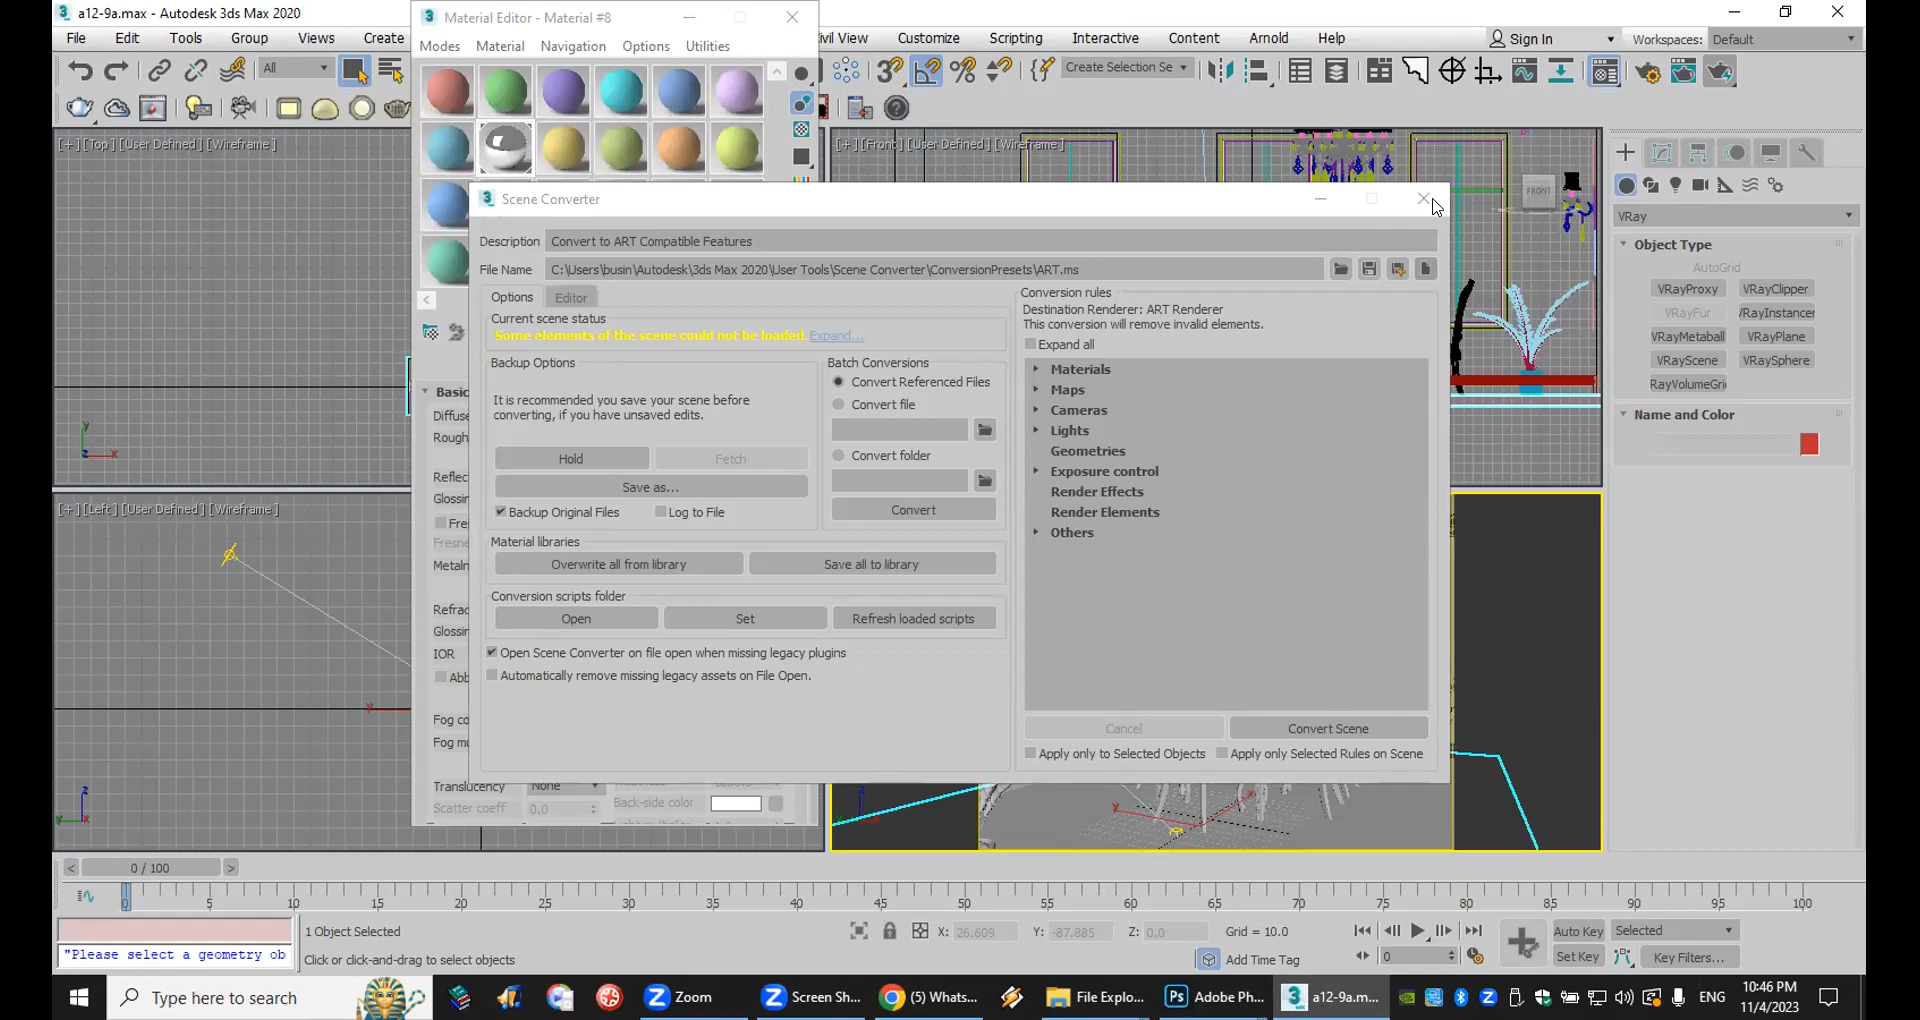 a12-9a.max - Autodesk 3ds Max 2020
File Edit Tools Group Views Create
Civil View Customize Scripting Interactive Content Arnold Help
Sign In Workspaces: Default
All
Create Selection Se
Material Editor - Material #8
Modes Material Navigation Options Utilities
[+] [Top] [User Defined] [Wireframe]
[+] [Front] [User Defined] [Wireframe]
FRONT
Scene Converter
Description Convert to ART Compatible Features
File Name C:\Users\busin\Autodesk\3ds Max 2020\User Tools\Scene Converter\ConversionPresets\ART.ms
Options Editor
Current scene status
Some elements of the scene could not be loaded. Expand...
Backup Options
It is recommended you save your scene before
converting, if you have unsaved edits.
Hold Fetch
Save as...
Backup Original Files Log to File
Batch Conversions
Convert Referenced Files
Convert file
Convert folder
Convert
Material libraries
Overwrite all from library Save all to library
Conversion scripts folder
Open Set Refresh loaded scripts
Open Scene Converter on file open when missing legacy plugins
Automatically remove missing legacy assets on File Open.
Conversion rules
Destination Renderer: ART Renderer
This conversion will remove invalid elements.
Expand all
Materials
Maps
Cameras
Lights
Geometries
Exposure control
Render Effects
Render Elements
Others
Cancel Convert Scene
Apply only to Selected Objects Apply only Selected Rules on Scene
Basic
Diffuse
Rough
Reflec
Glossin
Fres
Fresne
Metaln
Refrac
Glossin
IOR
Abb
Fog co
Fog mu
Translucency None
Scatter coeff 0.0
Back-side color
[+] [Left] [User Defined] [Wireframe]
VRay
Object Type
AutoGrid
VRayProxy VRayClipper
VRayFur VRayInstancer
VRayMetaball VRayPlane
VRayScene VRaySphere
RayVolumeGri
Name and Color
0 / 100
0 5 10 15 20 25 30 35 40 45 50 55 60 65 70 75 80 85 90 95 100
1 Object Selected
X: 26.609 Y: -87.885 Z: 0.0 Grid = 10.0
Auto Key Selected
"Please select a geometry ob
Click or click-and-drag to select objects
Add Time Tag
0
Set Key Key Filters...
Type here to search
Zoom
Screen Sh...
(5) Whats...
File Explo...
Adobe Ph...
a12-9a.m...
ENG
10:46 PM
11/4/2023